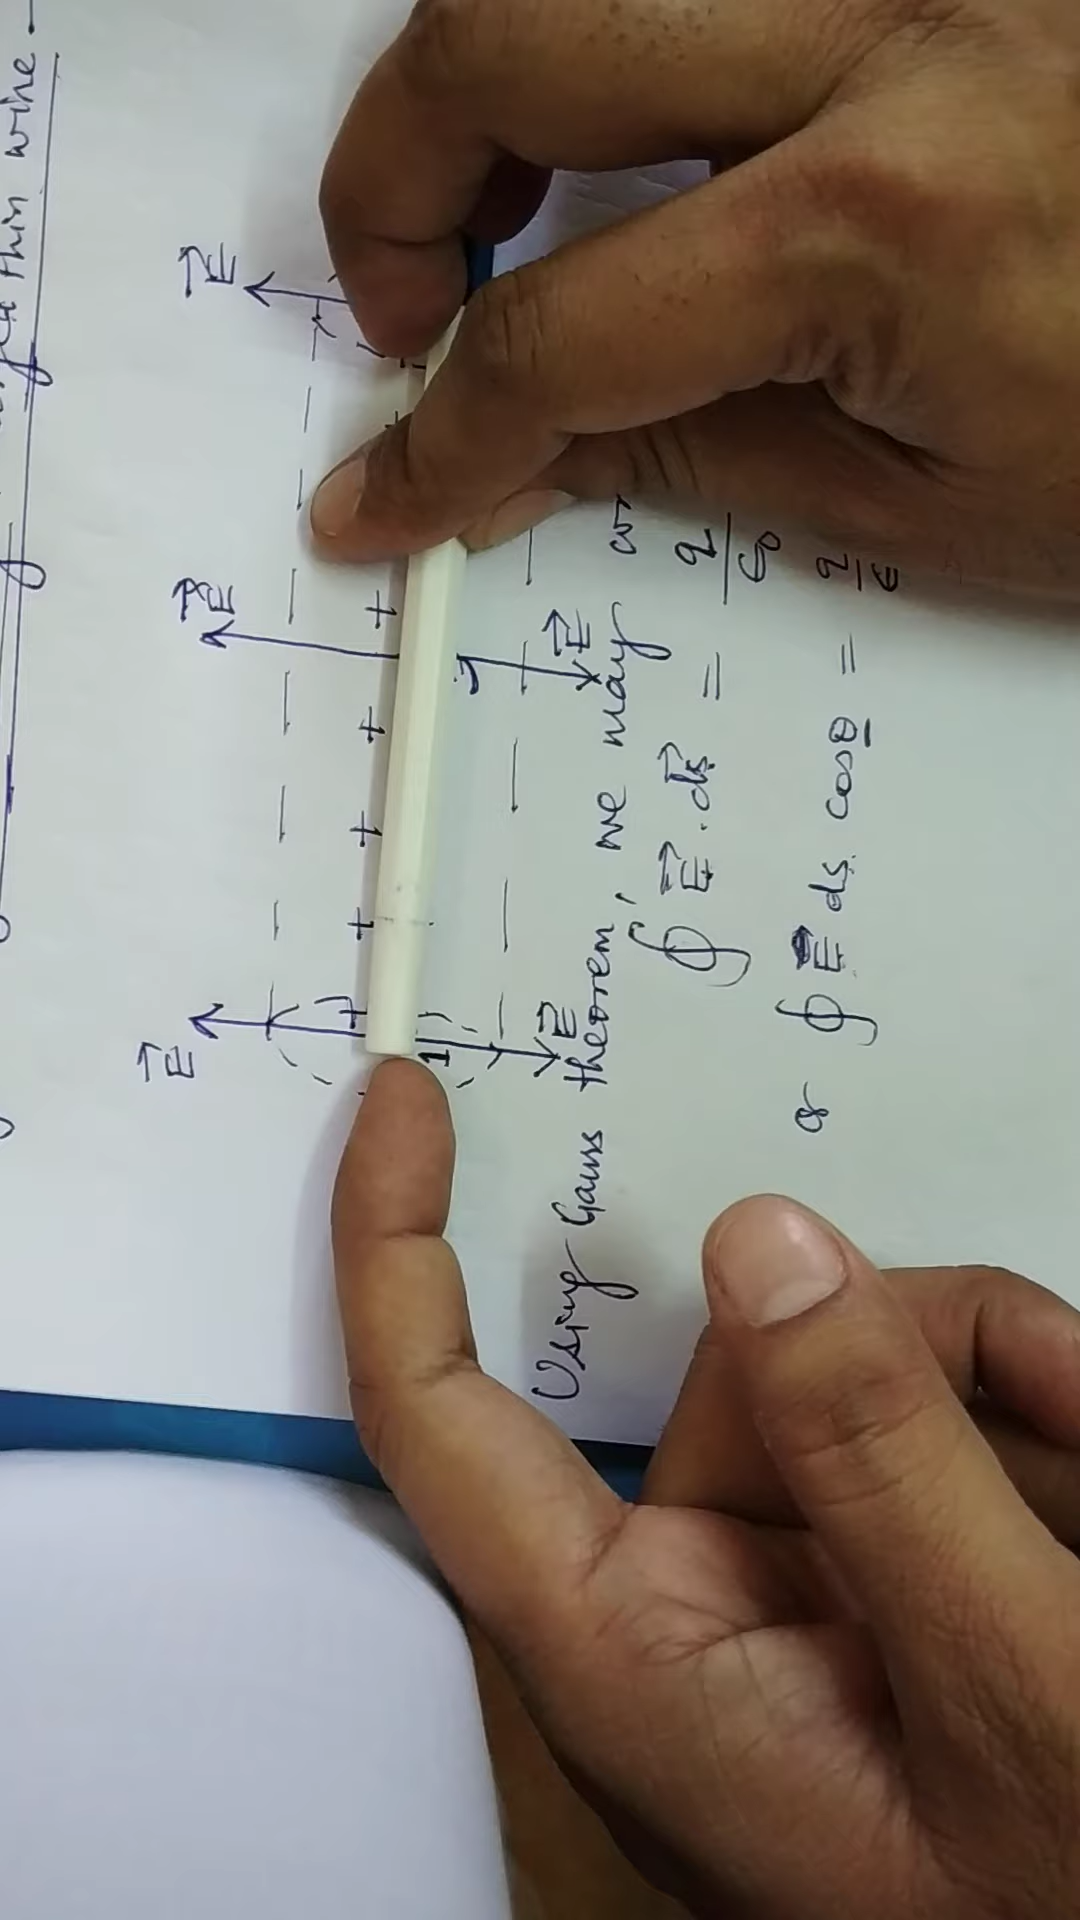 thin wire -
E⃗ E⃗ E⃗
+ + + +
E⃗ E⃗
Using Gauss theorem, we may
∮ E⃗ . ds⃗ = q/ε0
or ∮ E ds cosθ = q/ε